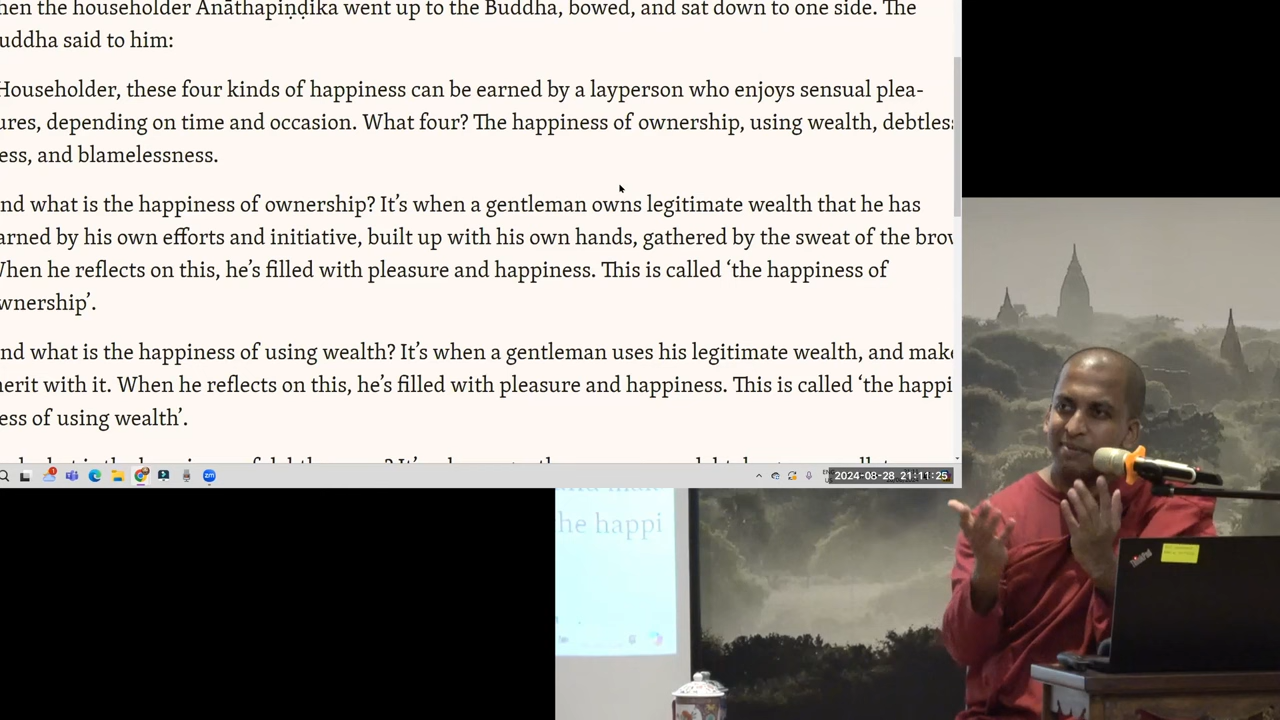 hen the householder Anāthapiṇḍika went up to the Buddha, bowed, and sat down to one side. The
uddha said to him:
Householder, these four kinds of happiness can be earned by a layperson who enjoys sensual plea-
ures, depending on time and occasion. What four? The happiness of ownership, using wealth, debtless
ess, and blamelessness.
nd what is the happiness of ownership? It’s when a gentleman owns legitimate wealth that he has
arned by his own efforts and initiative, built up with his own hands, gathered by the sweat of the brow
When he reflects on this, he’s filled with pleasure and happiness. This is called ‘the happiness of
wnership’.
nd what is the happiness of using wealth? It’s when a gentleman uses his legitimate wealth, and make
merit with it. When he reflects on this, he’s filled with pleasure and happiness. This is called ‘the happi
ess of using wealth’.
zm
2024-08-28 21:11:25
he happi
ThinkPad